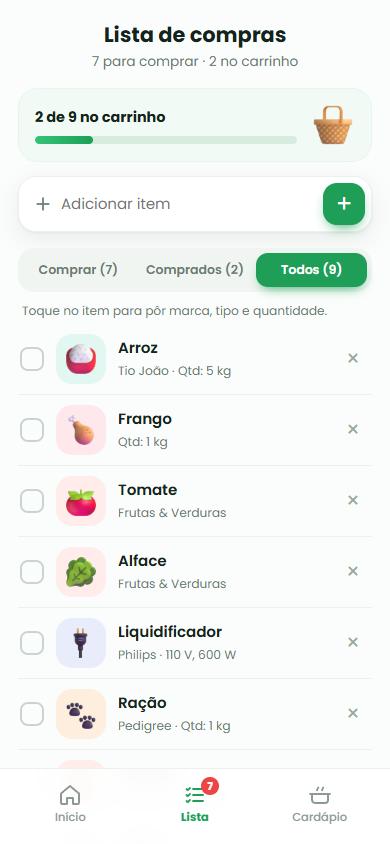 Lista de compras
7 para comprar · 2 no carrinho
2 de 9 no carrinho
+ Adicionar item +
Comprar (7) Comprados (2) Todos (9)
Toque no item para pôr marca, tipo e quantidade.
Arroz
Tio João · Qtd: 5 kg
Frango
Qtd: 1 kg
Tomate
Frutas & Verduras
Alface
Frutas & Verduras
Liquidificador
Philips · 110 V, 600 W
Ração
Pedigree · Qtd: 1 kg
7
Início Lista Cardápio